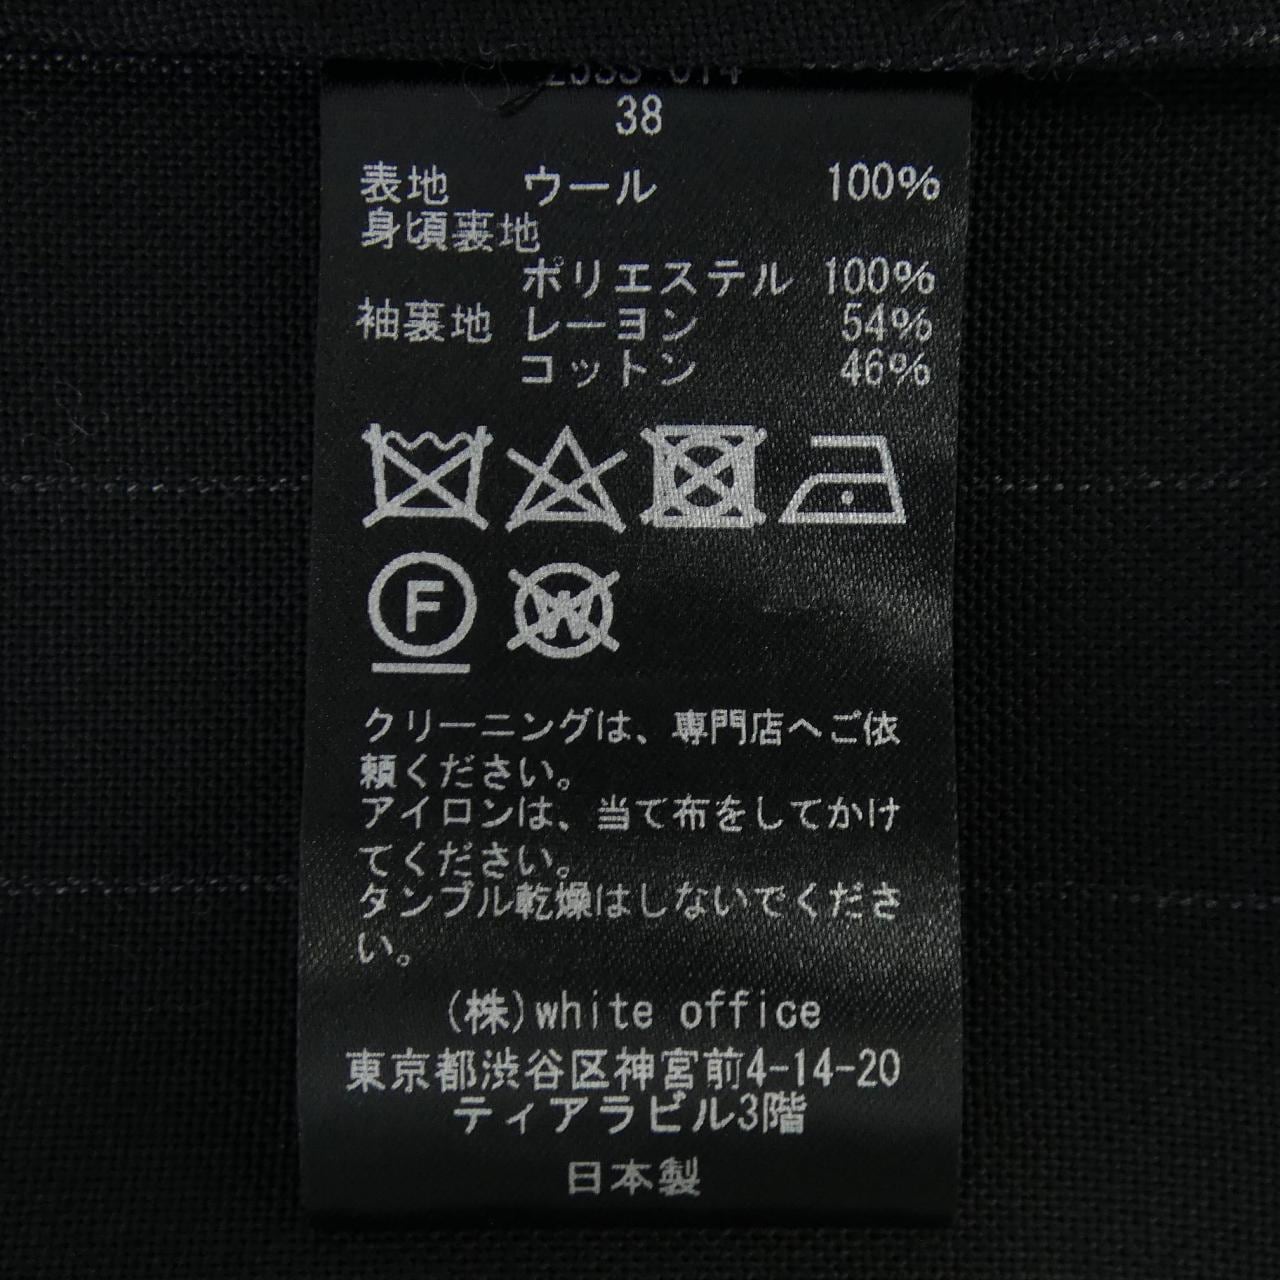 38
表地 ウール 100%
身頃裏地
ポリエステル 100%
袖裏地 レーヨン 54%
コットン 46%
F
W
クリーニングは、専門店へご依
頼ください。
アイロンは、当て布をしてかけ
てください。
タンブル乾燥はしないでくださ
い。
(株)white office
東京都渋谷区神宮前4-14-20
ティアラビル3階
日本製